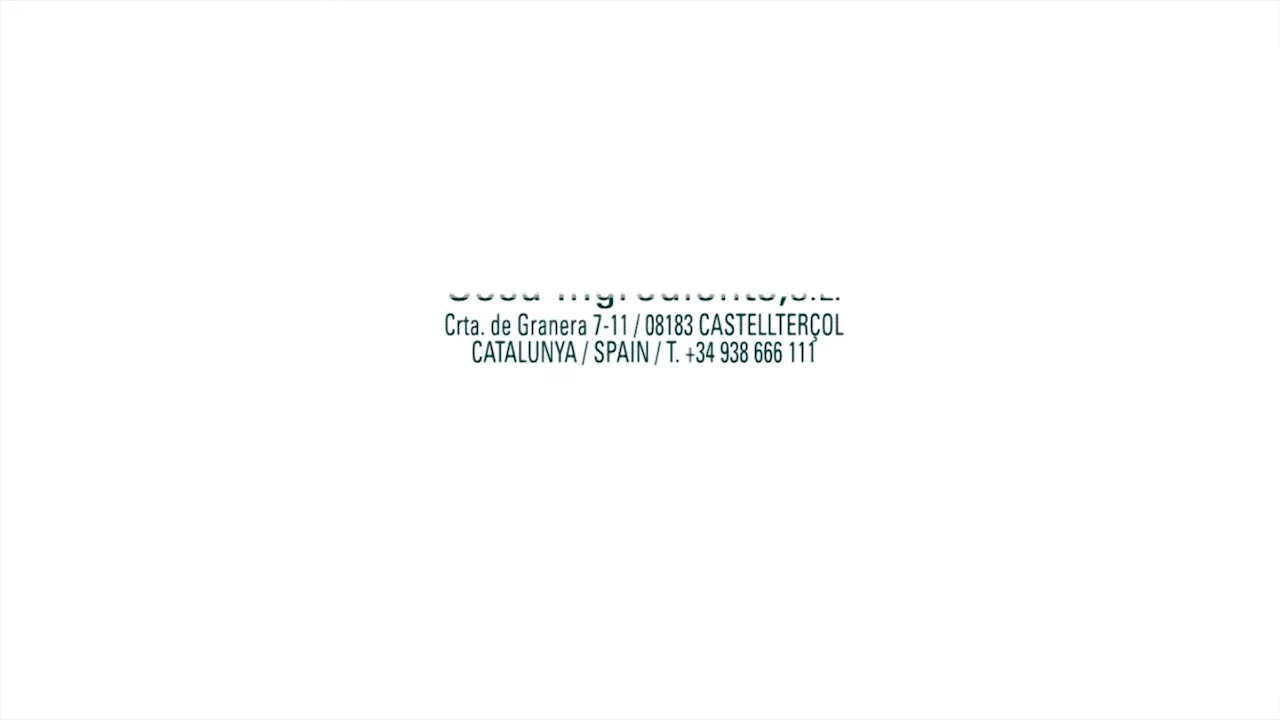 Crta. de Granera 7-11 / 08183 CASTELLTERÇOL
CATALUNYA / SPAIN / T. +34 938 666 111